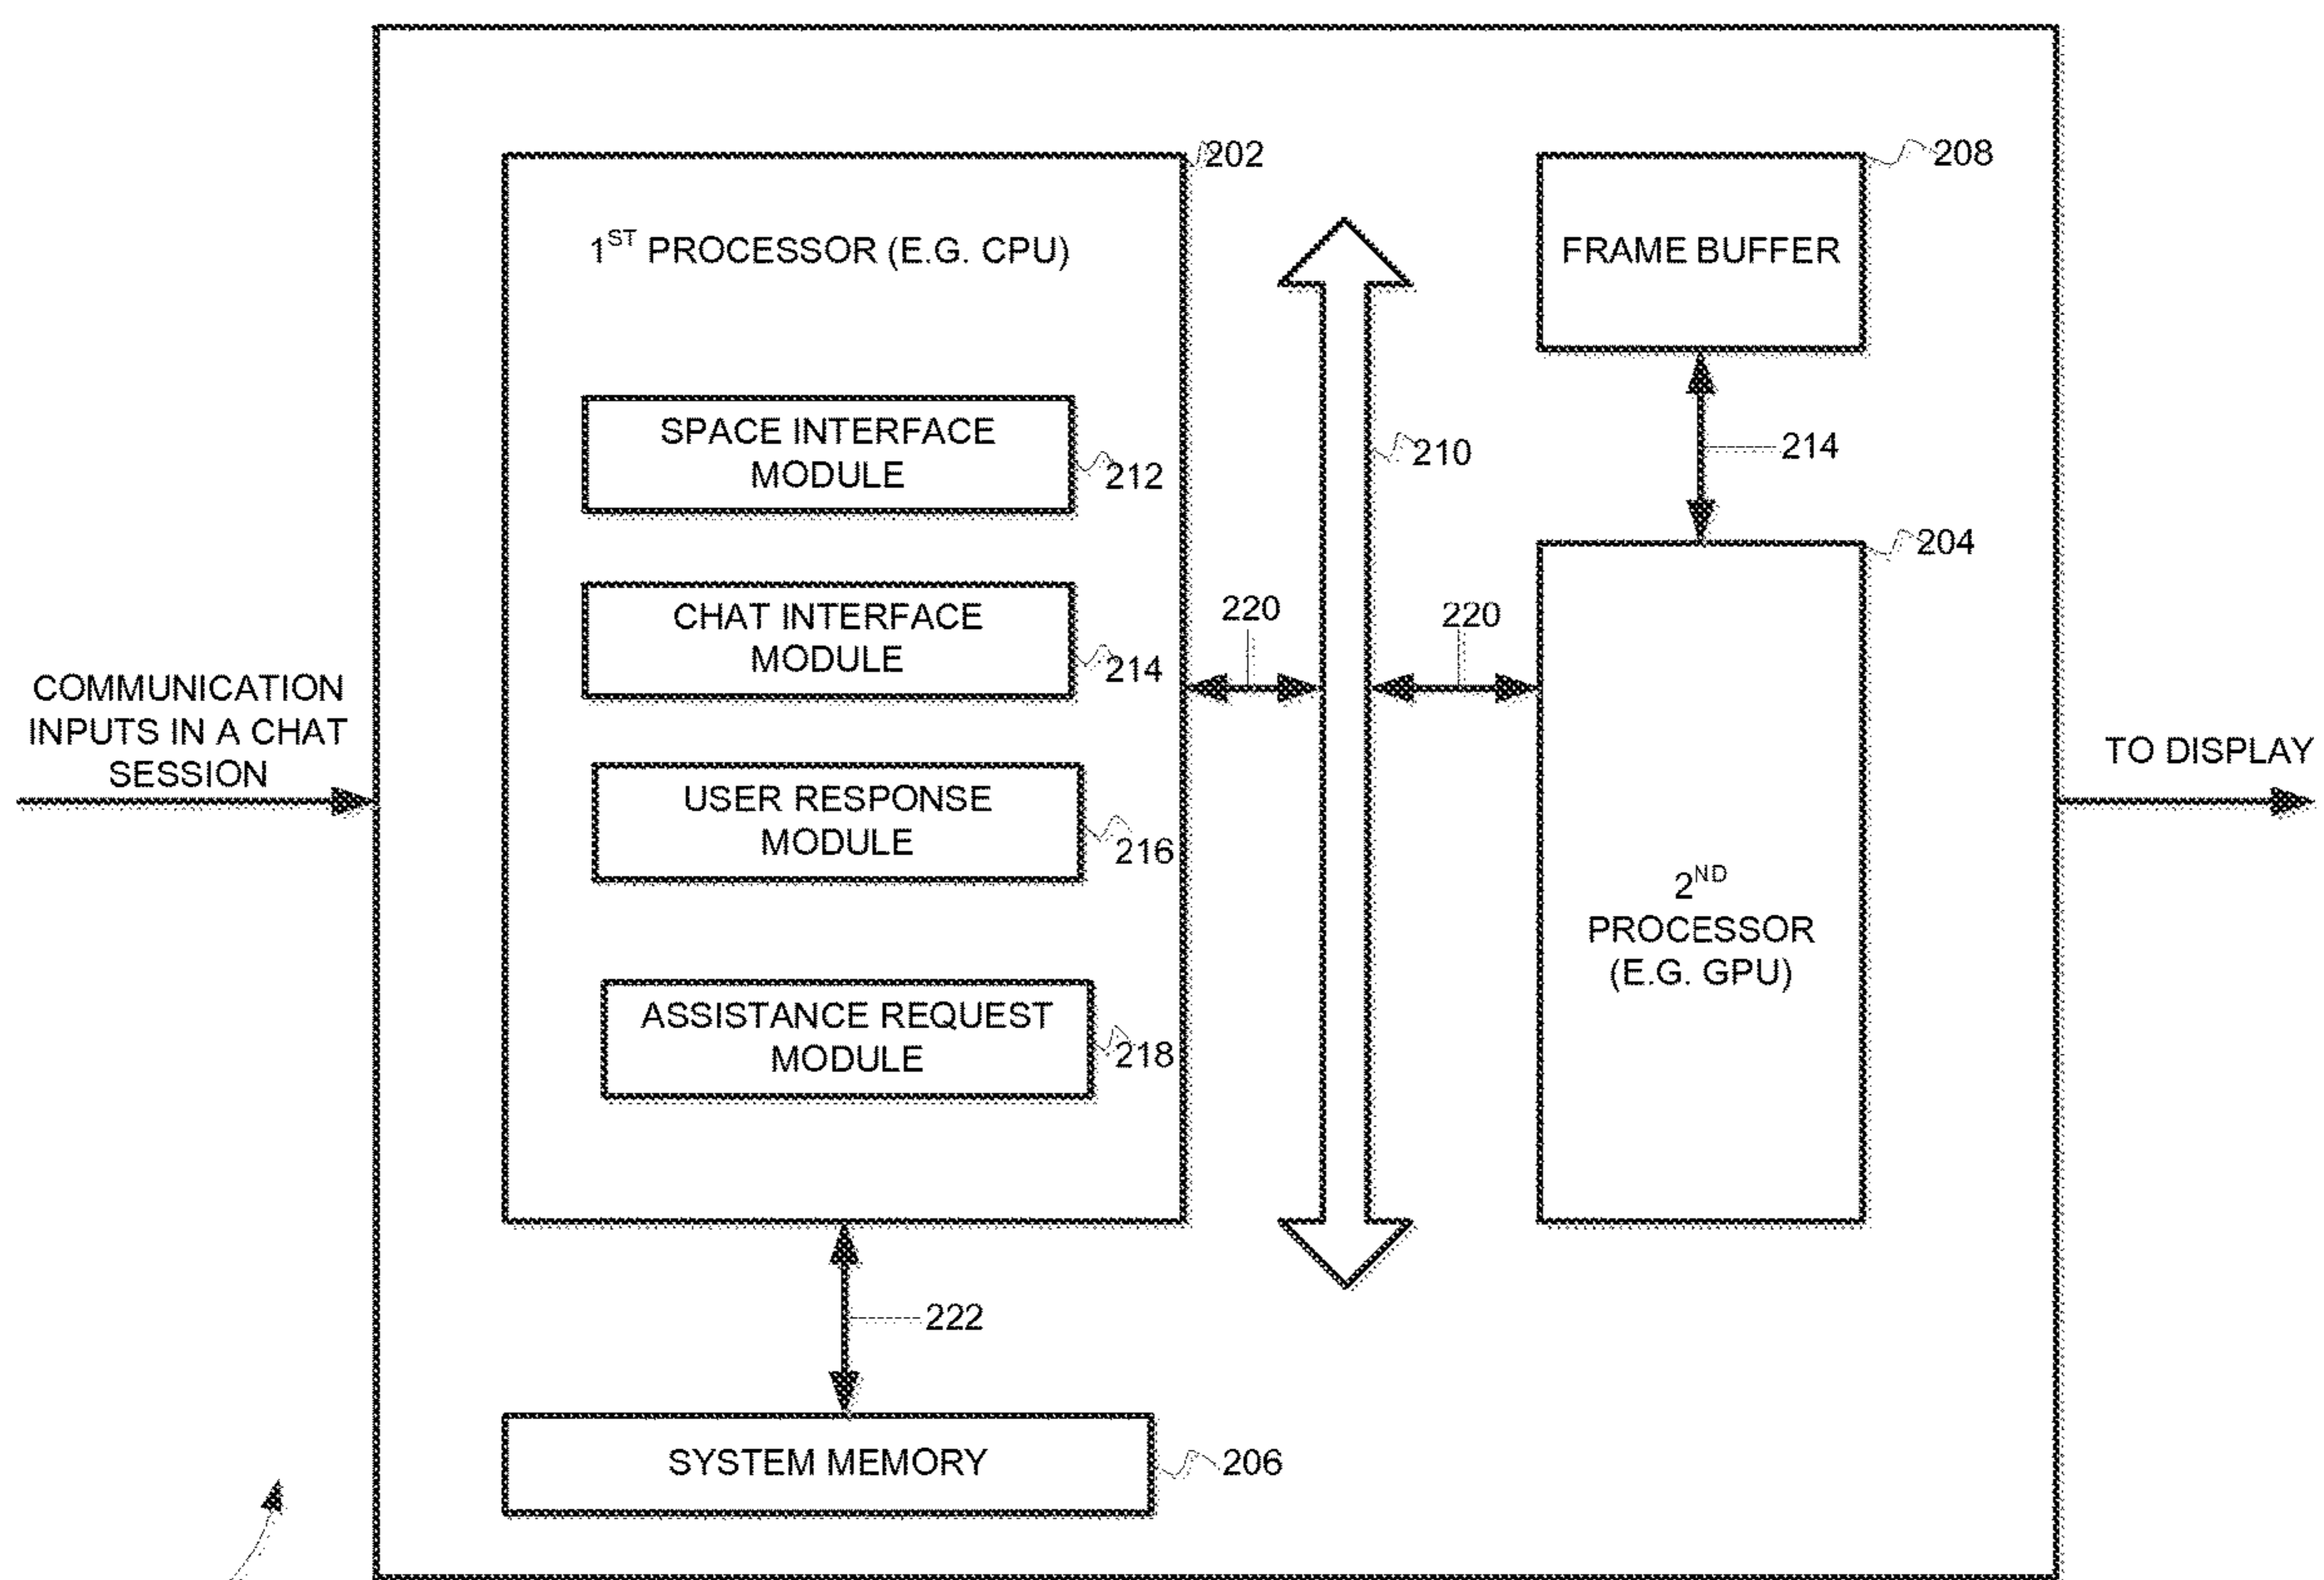 202
208
1ST PROCESSOR (E.G. CPU)
FRAME BUFFER
SPACE INTERFACE
MODULE
212
210
214
204
CHAT INTERFACE
MODULE
214
220
220
COMMUNICATION
INPUTS IN A CHAT
SESSION
TO DISPLAY
USER RESPONSE
MODULE
216
2ND
PROCESSOR
(E.G. GPU)
ASSISTANCE REQUEST
MODULE
218
222
SYSTEM MEMORY
206